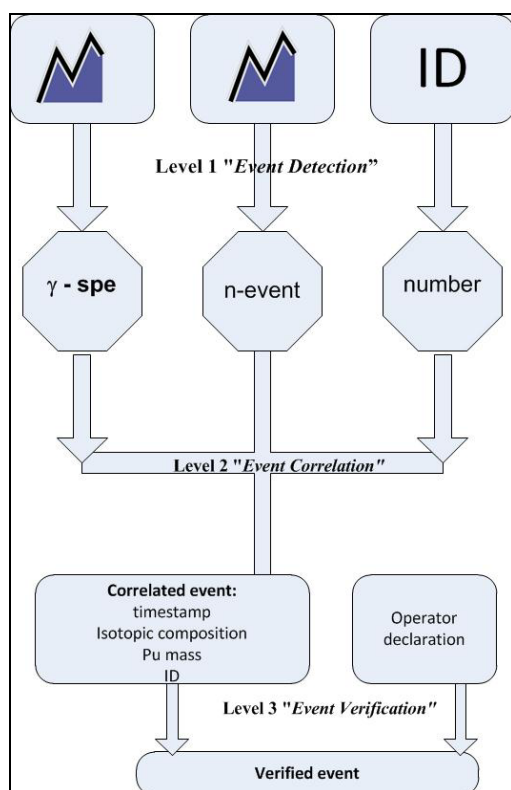 ID
Level 1 "Event Detection”
γ - spe
n-event
number
Level 2 "Event Correlation"
Correlated event:
timestamp
Isotopic composition
Pu mass
ID
Operator
declaration
Level 3 "Event Verification"
Verified event